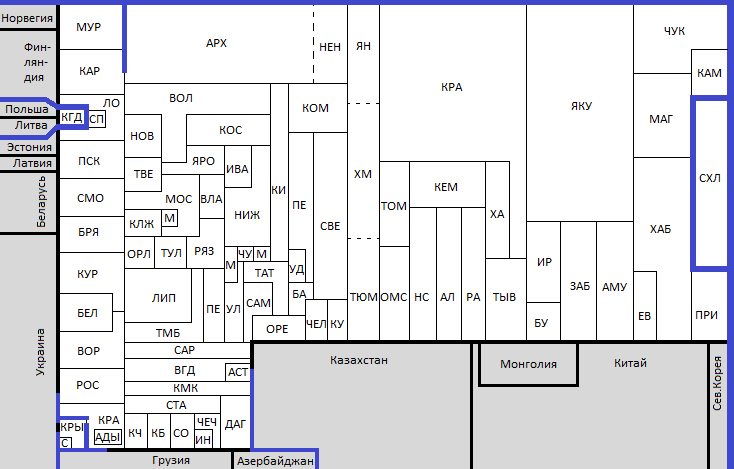 Норвегия
МУР
АРХ
НЕН
ЯН
ЧУК
Фин-
лян-
дия
КАР
КАМ
КРА
ЛО
ВОЛ
КОМ
ЯКУ
МАГ
Польша
КГД
СП
Литва
НОВ
КОС
Эстония
Латвия
ПСК
ТВЕ
ЯРО
ИВА
КИ
ХМ
СХЛ
Беларусь
СМО
МОС
ВЛА
НИЖ
ПЕ
СВЕ
ТОМ
КЕМ
ХА
КЛЖ
М
БРЯ
ХАБ
ОРЛ
ТУЛ
РЯЗ
М
ЧУ
М
ТАТ
УД
ИР
КУР
ЛИП
ПЕ
УЛ
САМ
БА
ТЮМ
ОМС
НС
АЛ
РА
ТЫВ
ЗАБ
АМУ
БЕЛ
ОРЕ
ЧЕЛ
КУ
БУ
ЕВ
ПРИ
ТМБ
Украина
ВОР
САР
Казахстан
Монголия
Китай
Сев.Корея
ВГД
АСТ
РОС
КМК
СТА
КРЫ
С
КРА
АДЫ
КЧ
КБ
СО
ЧЕЧ
ИН
ДАГ
Грузия
Азербайджан